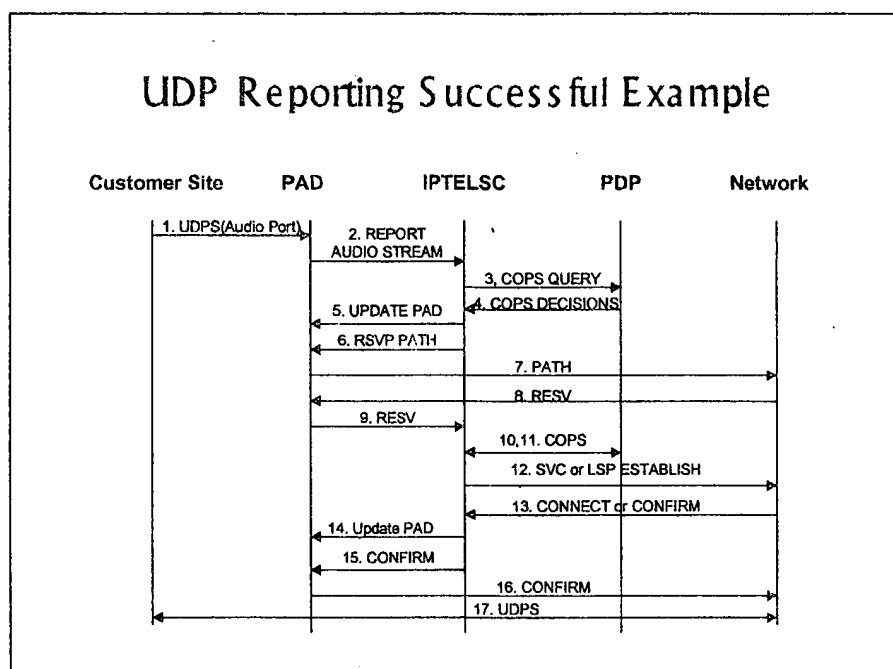 UDP Reporting Successful Example
Customer Site PAD IPTELSC PDP Network
1. UDPS(Audio Port)
2. REPORT
AUDIO STREAM
3, COPS QUERY
4. COPS DECISIONS
5. UPDATE PAD
6. RSVP PATH
7. PATH
8. RESV
9. RESV
10,11. COPS
12. SVC or LSP ESTABLISH
13. CONNECT or CONFIRM
14. Update PAD
15. CONFIRM
16. CONFIRM
17. UDPS